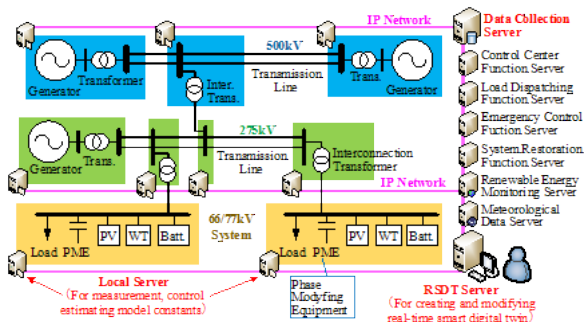 IP Network
Data Collection
Server
500kV
Transformer
Generator
Inter.
Trans.
Transmission
Line
Trans.
Generator
Control Center
Function Server
Load Dispatching
Function Server
Emergency Control
Fuction Server
System Restoration
Function Server
Renewable Energy
Monitoring Server
Meteorological
Data Server
275kV
Generator
Trans.
Transmission
Line
Interconnection
Transformer
IP Network
66/77kV
System
PV
WT
Batt.
Load
PME
PV
WT
Batt.
Load
PME
Local Server
(For measurement, control
estimating model constants)
Phase
Modyfing
Equipment
RSDT Server
(For creating and modifying
real-time smart digital twin)